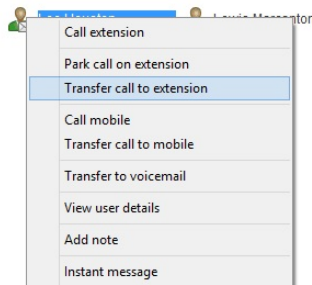 Call extension
Park call on extension
Transfer call to extension
Call mobile
Transfer call to mobile
Transfer to voicemail
View user details
Add note
Instant message